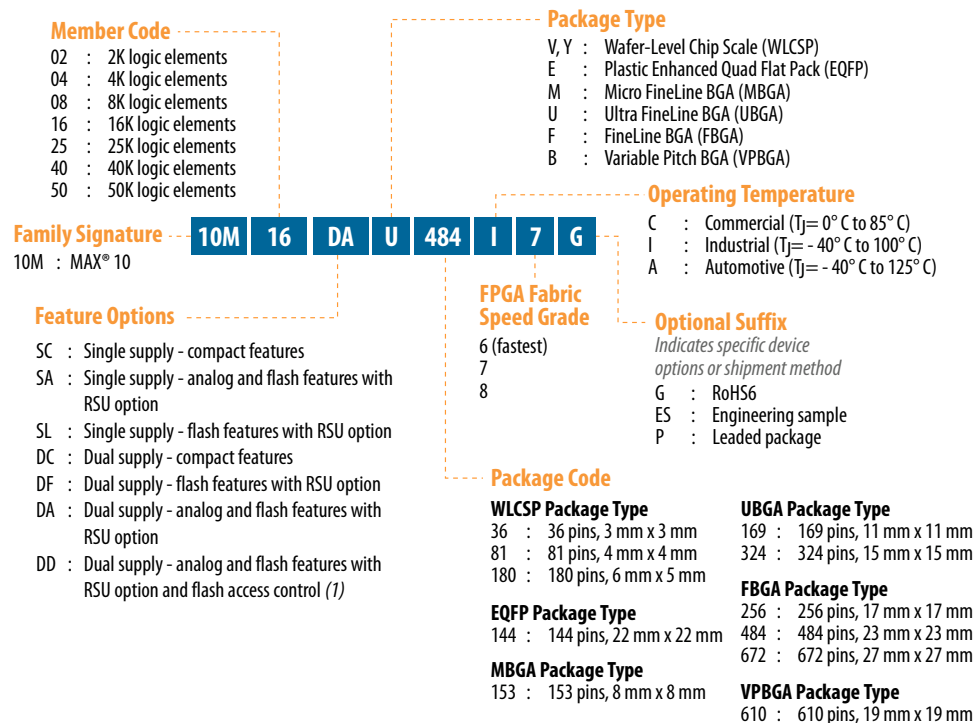 Member Code
02 : 2K logic elements
04 : 4K logic elements
08 : 8K logic elements
16 : 16K logic elements
25 : 25K logic elements
40 : 40K logic elements
50 : 50K logic elements
Package Type
V, Y : Wafer-Level Chip Scale (WLCSP)
E : Plastic Enhanced Quad Flat Pack (EQFP)
M : Micro FineLine BGA (MBGA)
U : Ultra FineLine BGA (UBGA)
F : FineLine BGA (FBGA)
B : Variable Pitch BGA (VPBGA)
Operating Temperature
C : Commercial (TJ= 0° C to 85° C)
I : Industrial (TJ= - 40° C to 100° C)
A : Automotive (TJ= - 40° C to 125° C)
Family Signature
10M : MAX® 10
10M 16 DA U 484 I 7 G
Feature Options
SC : Single supply - compact features
SA : Single supply - analog and flash features with
RSU option
SL : Single supply - flash features with RSU option
DC : Dual supply - compact features
DF : Dual supply - flash features with RSU option
DA : Dual supply - analog and flash features with
RSU option
DD : Dual supply - analog and flash features with
RSU option and flash access control (1)
FPGA Fabric
Speed Grade
6 (fastest)
7
8
Optional Suffix
Indicates specific device
options or shipment method
G : RoHS6
ES : Engineering sample
P : Leaded package
Package Code
WLCSP Package Type
36 : 36 pins, 3 mm x 3 mm
81 : 81 pins, 4 mm x 4 mm
180 : 180 pins, 6 mm x 5 mm
EQFP Package Type
144 : 144 pins, 22 mm x 22 mm
MBGA Package Type
153 : 153 pins, 8 mm x 8 mm
UBGA Package Type
169 : 169 pins, 11 mm x 11 mm
324 : 324 pins, 15 mm x 15 mm
FBGA Package Type
256 : 256 pins, 17 mm x 17 mm
484 : 484 pins, 23 mm x 23 mm
672 : 672 pins, 27 mm x 27 mm
VPBGA Package Type
610 : 610 pins, 19 mm x 19 mm